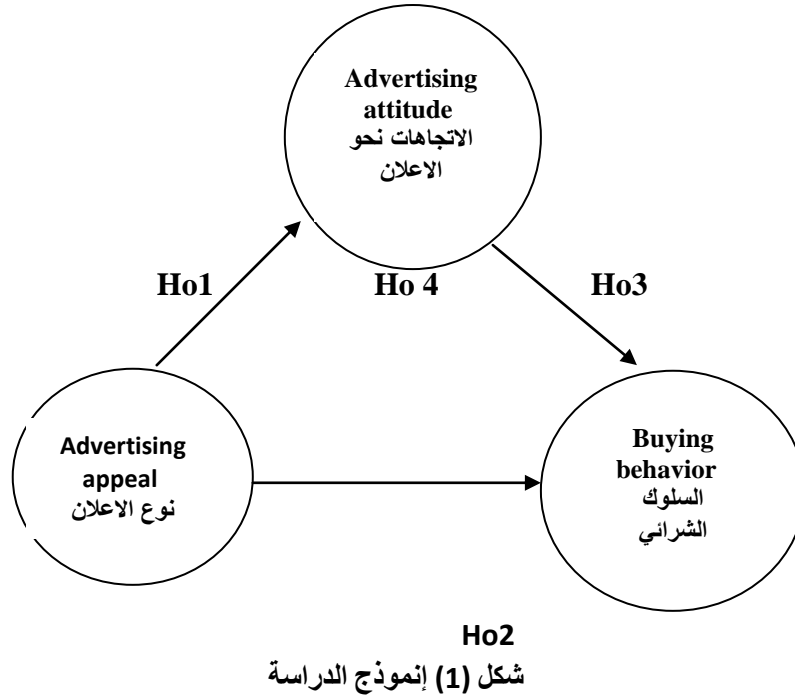 Advertising
attitude
الاتجاهات نحو
الاعلان
Ho1
Ho 4
Ho3
Advertising
appeal
نوع الاعلان
Buying
behavior
السلوك
الشرائي
Ho2
شكل (1) إنموذج الدراسة